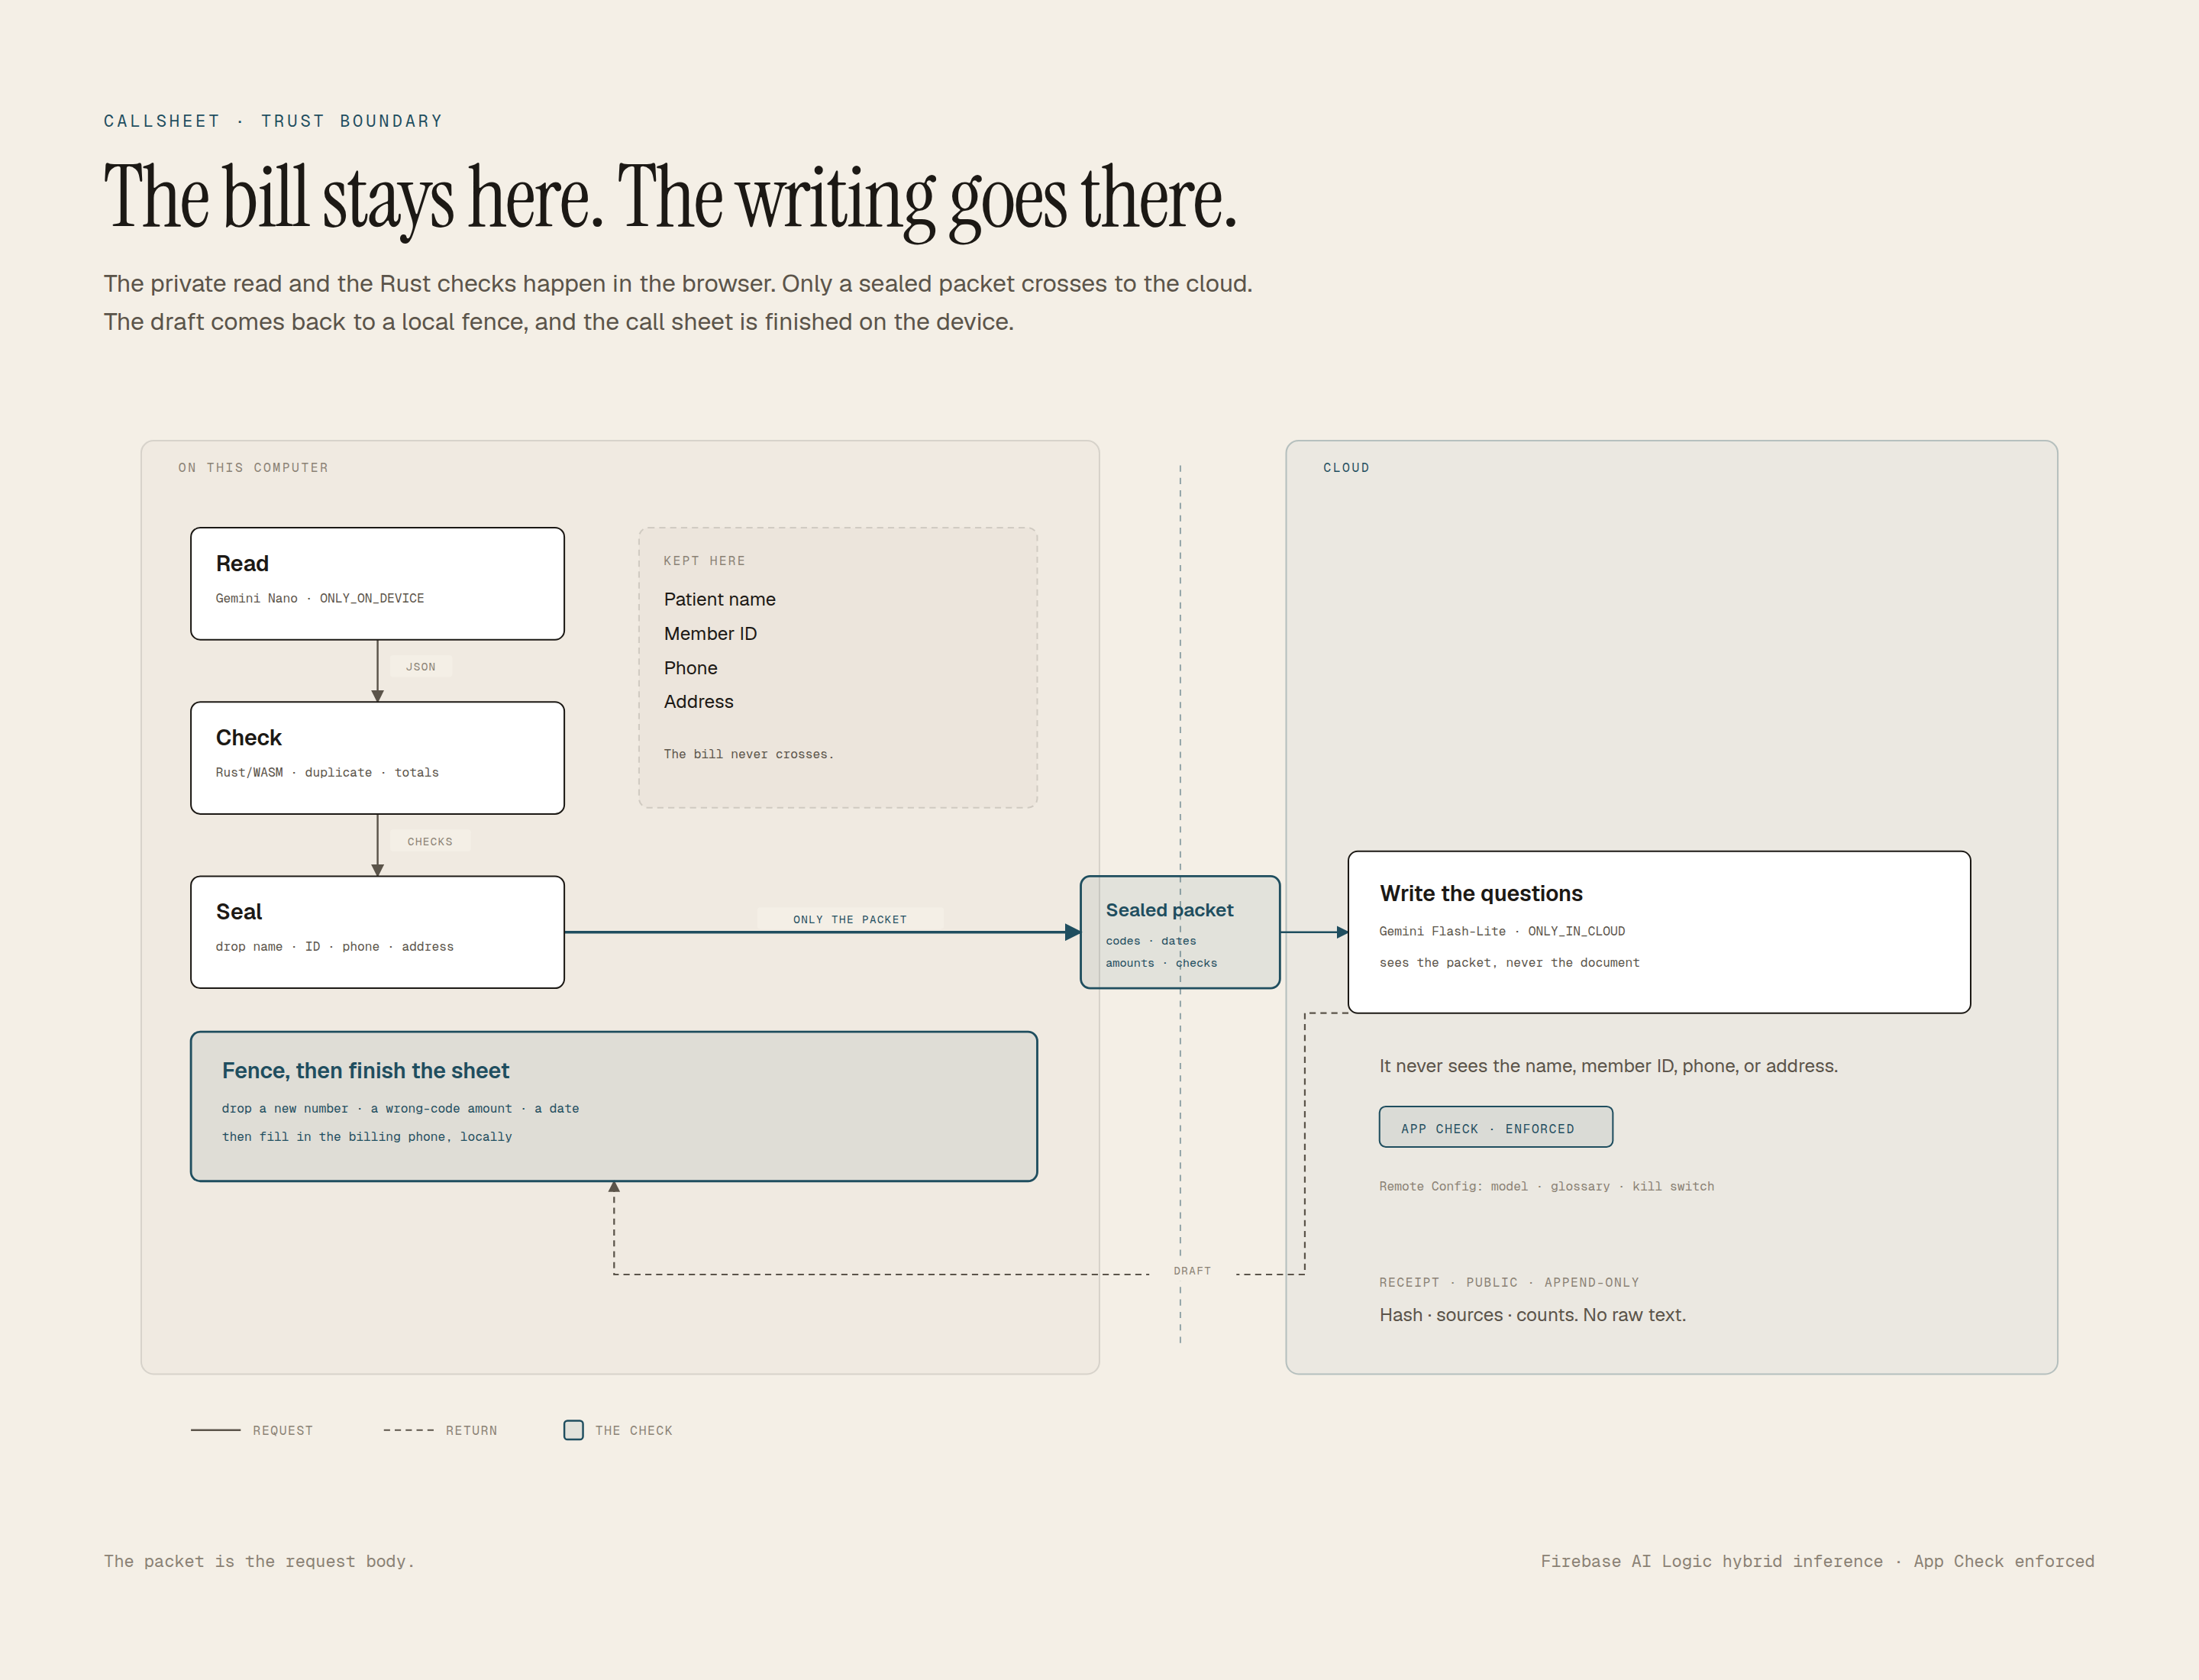 CALLSHEET · TRUST BOUNDARY
The bill stays here. The writing goes there.
The private read and the Rust checks happen in the browser. Only a sealed packet crosses to the cloud.
The draft comes back to a local fence, and the call sheet is finished on the device.
ON THIS COMPUTER
Read
Gemini Nano · ONLY_ON_DEVICE
JSON
Check
Rust/WASM · duplicate · totals
CHECKS
Seal
drop name · ID · phone · address
KEPT HERE
Patient name
Member ID
Phone
Address
The bill never crosses.
ONLY THE PACKET
Sealed packet
codes · dates
amounts · checks
Fence, then finish the sheet
drop a new number · a wrong-code amount · a date
then fill in the billing phone, locally
DRAFT
CLOUD
Write the questions
Gemini Flash-Lite · ONLY_IN_CLOUD
sees the packet, never the document
It never sees the name, member ID, phone, or address.
APP CHECK · ENFORCED
Remote Config: model · glossary · kill switch
RECEIPT · PUBLIC · APPEND-ONLY
Hash · sources · counts. No raw text.
REQUEST
RETURN
THE CHECK
The packet is the request body.
Firebase AI Logic hybrid inference · App Check enforced